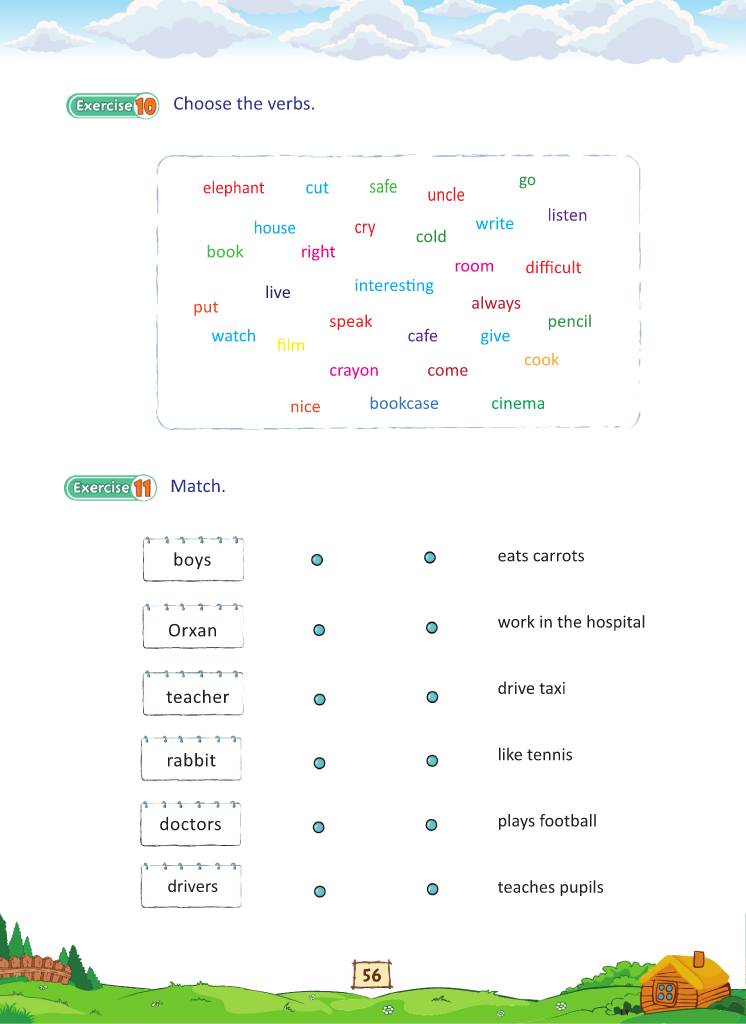 Exercise 10 Choose the verbs.
elephant cut safe uncle go
house cry cold write listen
book right room difficult
put live interesting always
watch film speak cafe give pencil
crayon come cook
nice bookcase cinema
Exercise 11 Match.
boys eats carrots
Orxan work in the hospital
teacher drive taxi
rabbit like tennis
doctors plays football
drivers teaches pupils
56